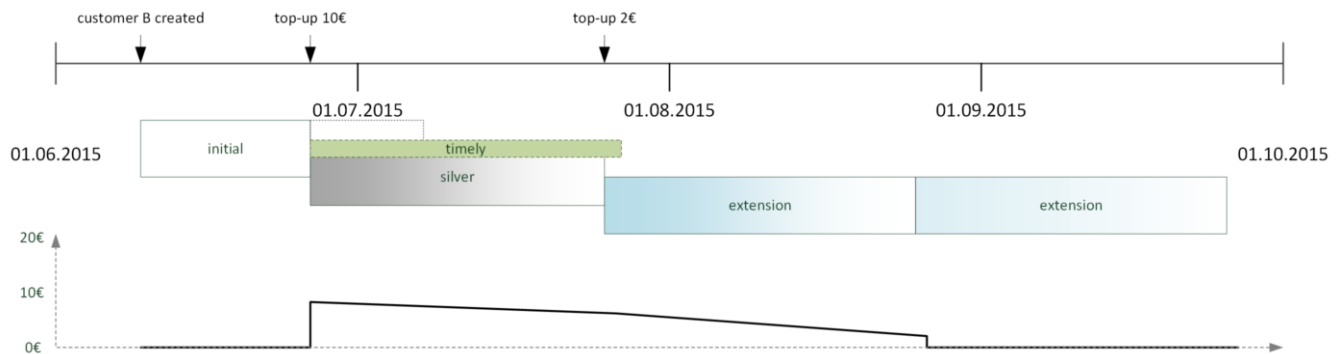 customer B created
top-up 10€
top-up 2€
01.07.2015
01.08.2015
01.09.2015
01.06.2015
initial
timely
01.10.2015
silver
extension
extension
20€
10€
0€